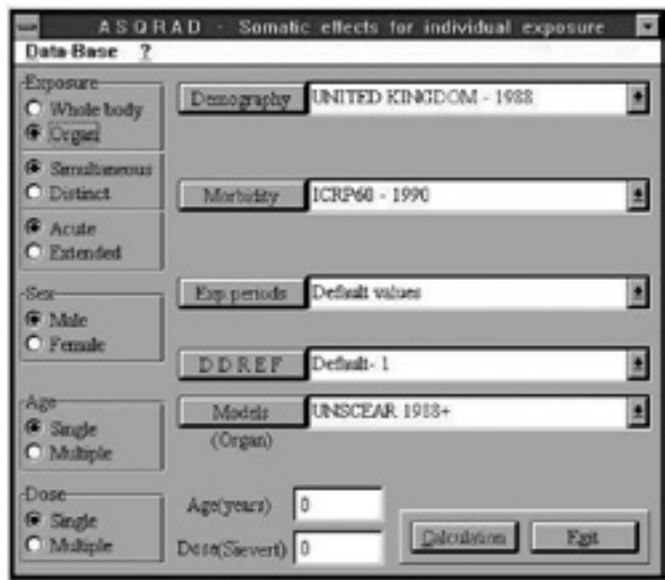 ASQRAD - Somatic effects for individual exposure
Data-Base ?
Exposure
Whole body
Organ
Simultaneous
Distinct
Acute
Extended
Sex
Male
Female
Age
Single
Multiple
Dose
Single
Multiple
Demography UNITED KINGDOM - 1988
Morbidity ICRP60 - 1990
Exp periods Default values
DDREF Default- 1
Models UNSCEAR 1988+
(Organ)
Age(years) 0
Dose(Sievert) 0
Calculation Exit